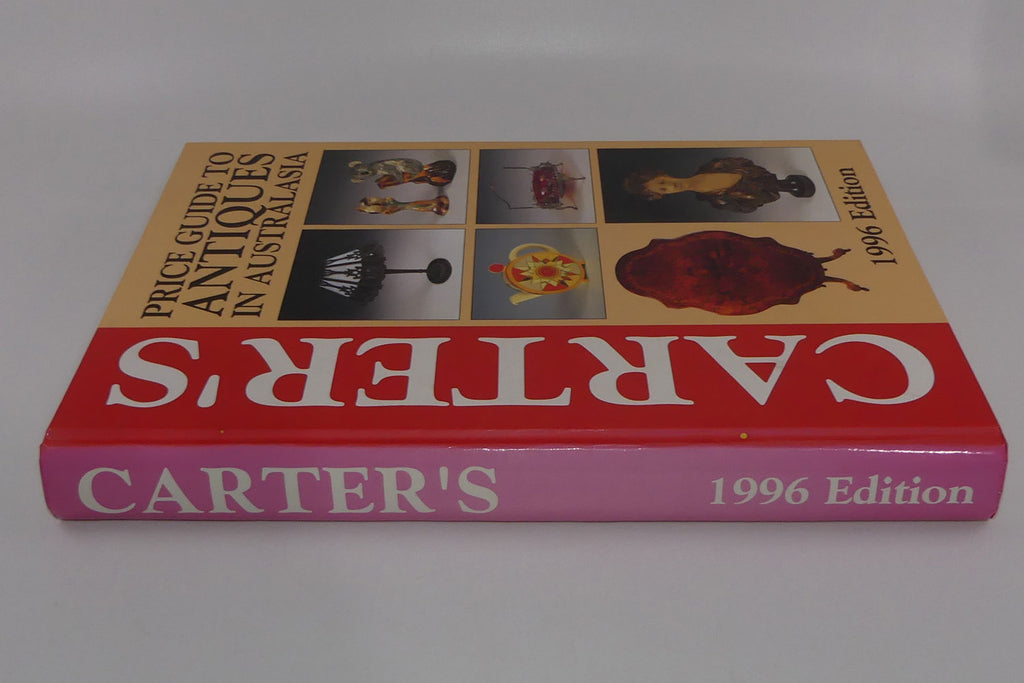 PRICE GUIDE TO
ANTIQUES
IN AUSTRALASIA
1996 Edition
CARTER'S
CARTER'S
1996 Edition